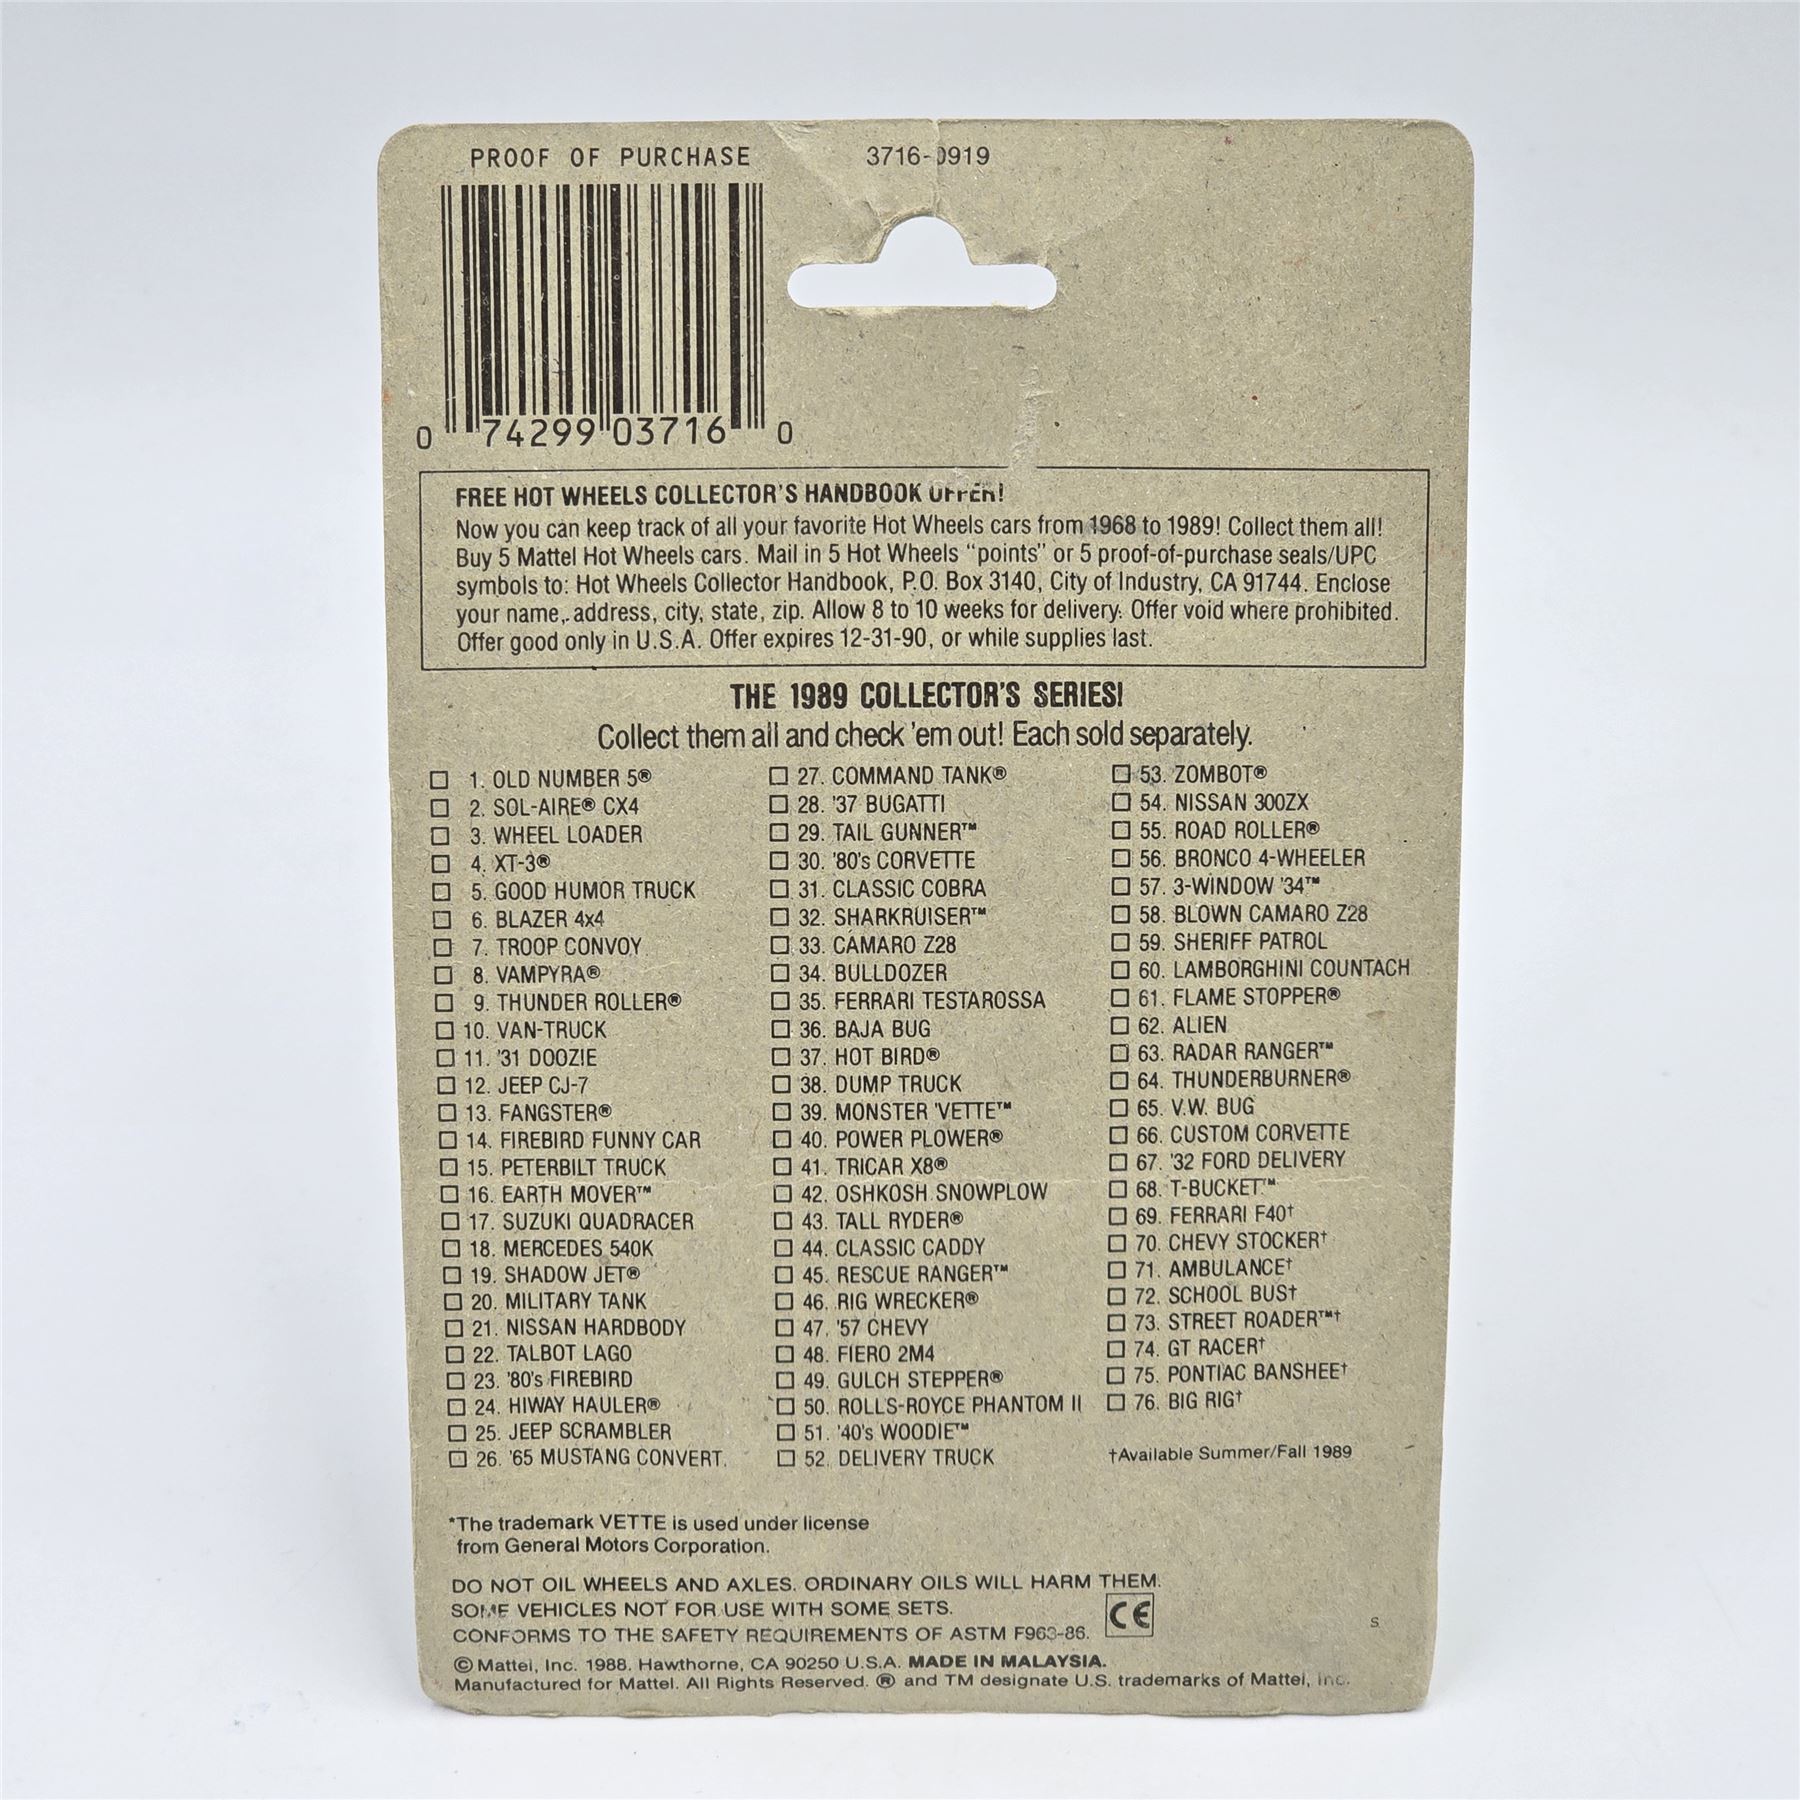 PROOF OF PURCHASE 3716-0919
0 74299 03716 0
FREE HOT WHEELS COLLECTOR'S HANDBOOK OFFER!
Now you can keep track of all your favorite Hot Wheels cars from 1968 to 1989! Collect them all!
Buy 5 Mattel Hot Wheels cars. Mail in 5 Hot Wheels "points" or 5 proof-of-purchase seals/UPC
symbols to: Hot Wheels Collector Handbook, P.O. Box 3140, City of Industry, CA 91744. Enclose
your name, address, city, state, zip. Allow 8 to 10 weeks for delivery. Offer void where prohibited.
Offer good only in U.S.A. Offer expires 12-31-90, or while supplies last.
THE 1989 COLLECTOR'S SERIES!
Collect them all and check 'em out! Each sold separately.
1. OLD NUMBER 5®
2. SOL-AIRE® CX4
3. WHEEL LOADER
4. XT-3®
5. GOOD HUMOR TRUCK
6. BLAZER 4x4
7. TROOP CONVOY
8. VAMPYRA®
9. THUNDER ROLLER®
10. VAN-TRUCK
11. '31 DOOZIE
12. JEEP CJ-7
13. FANGSTER®
14. FIREBIRD FUNNY CAR
15. PETERBILT TRUCK
16. EARTH MOVER™
17. SUZUKI QUADRACER
18. MERCEDES 540K
19. SHADOW JET®
20. MILITARY TANK
21. NISSAN HARDBODY
22. TALBOT LAGO
23. '80's FIREBIRD
24. HIWAY HAULER®
25. JEEP SCRAMBLER
26. '65 MUSTANG CONVERT.
27. COMMAND TANK®
28. '37 BUGATTI
29. TAIL GUNNER™
30. '80's CORVETTE
31. CLASSIC COBRA
32. SHARKRUISER™
33. CAMARO Z28
34. BULLDOZER
35. FERRARI TESTAROSSA
36. BAJA BUG
37. HOT BIRD®
38. DUMP TRUCK
39. MONSTER 'VETTE™
40. POWER PLOWER®
41. TRICAR X8®
42. OSHKOSH SNOWPLOW
43. TALL RYDER®
44. CLASSIC CADDY
45. RESCUE RANGER™
46. RIG WRECKER®
47. '57 CHEVY
48. FIERO 2M4
49. GULCH STEPPER®
50. ROLLS-ROYCE PHANTOM II
51. '40's WOODIE™
52. DELIVERY TRUCK
53. ZOMBOT®
54. NISSAN 300ZX
55. ROAD ROLLER®
56. BRONCO 4-WHEELER
57. 3-WINDOW '34™
58. BLOWN CAMARO Z28
59. SHERIFF PATROL
60. LAMBORGHINI COUNTACH
61. FLAME STOPPER®
62. ALIEN
63. RADAR RANGER™
64. THUNDERBURNER®
65. V.W. BUG
66. CUSTOM CORVETTE
67. '32 FORD DELIVERY
68. T-BUCKET™
69. FERRARI F40†
70. CHEVY STOCKER†
71. AMBULANCE†
72. SCHOOL BUS†
73. STREET ROADER™†
74. GT RACER†
75. PONTIAC BANSHEE†
76. BIG RIG†
†Available Summer/Fall 1989
*The trademark VETTE is used under license
from General Motors Corporation.
DO NOT OIL WHEELS AND AXLES. ORDINARY OILS WILL HARM THEM.
SOME VEHICLES NOT FOR USE WITH SOME SETS.
CONFORMS TO THE SAFETY REQUIREMENTS OF ASTM F963-86.
CE
S
© Mattel, Inc. 1988. Hawthorne, CA 90250 U.S.A. MADE IN MALAYSIA.
Manufactured for Mattel. All Rights Reserved. ® and TM designate U.S. trademarks of Mattel, Inc.